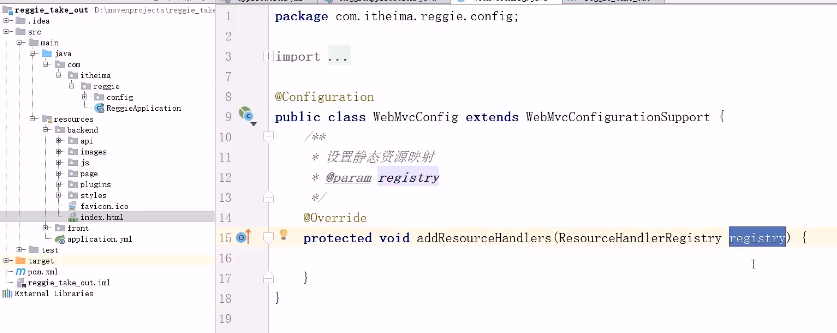 reggie_take_out D:\mavenprojects\reggie_tak
.idea
src
main
java
com
itheima
reggie
config
ReggieApplication
resources
backend
api
images
js
page
plugins
styles
favicon.ico
index.html
front
application.yml
test
target
pom.xml
reggie_take_out.iml
External Libraries
1 package com.itheima.reggie.config;
2
3 import ...
7
8 @Configuration
9 public class WebMvcConfig extends WebMvcConfigurationSupport {
10 /**
11 * 设置静态资源映射
12 * @param registry
13 */
14 @Override
15 protected void addResourceHandlers(ResourceHandlerRegistry registry) {
16
17 }
18 }
19